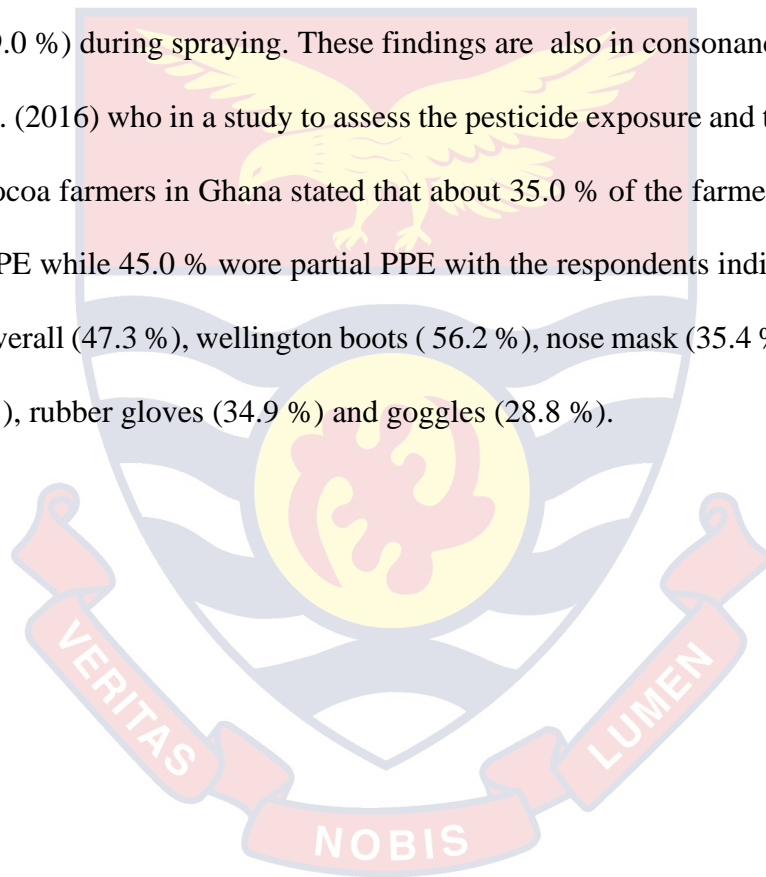 9.0 %) during spraying. These findings are also in consonanc
. (2016) who in a study to assess the pesticide exposure and t
ocoa farmers in Ghana stated that about 35.0 % of the farme
PE while 45.0 % wore partial PPE with the respondents indi
verall (47.3 %), wellington boots ( 56.2 %), nose mask (35.4 %
), rubber gloves (34.9 %) and goggles (28.8 %).
VERITAS
NOBIS
LUMEN